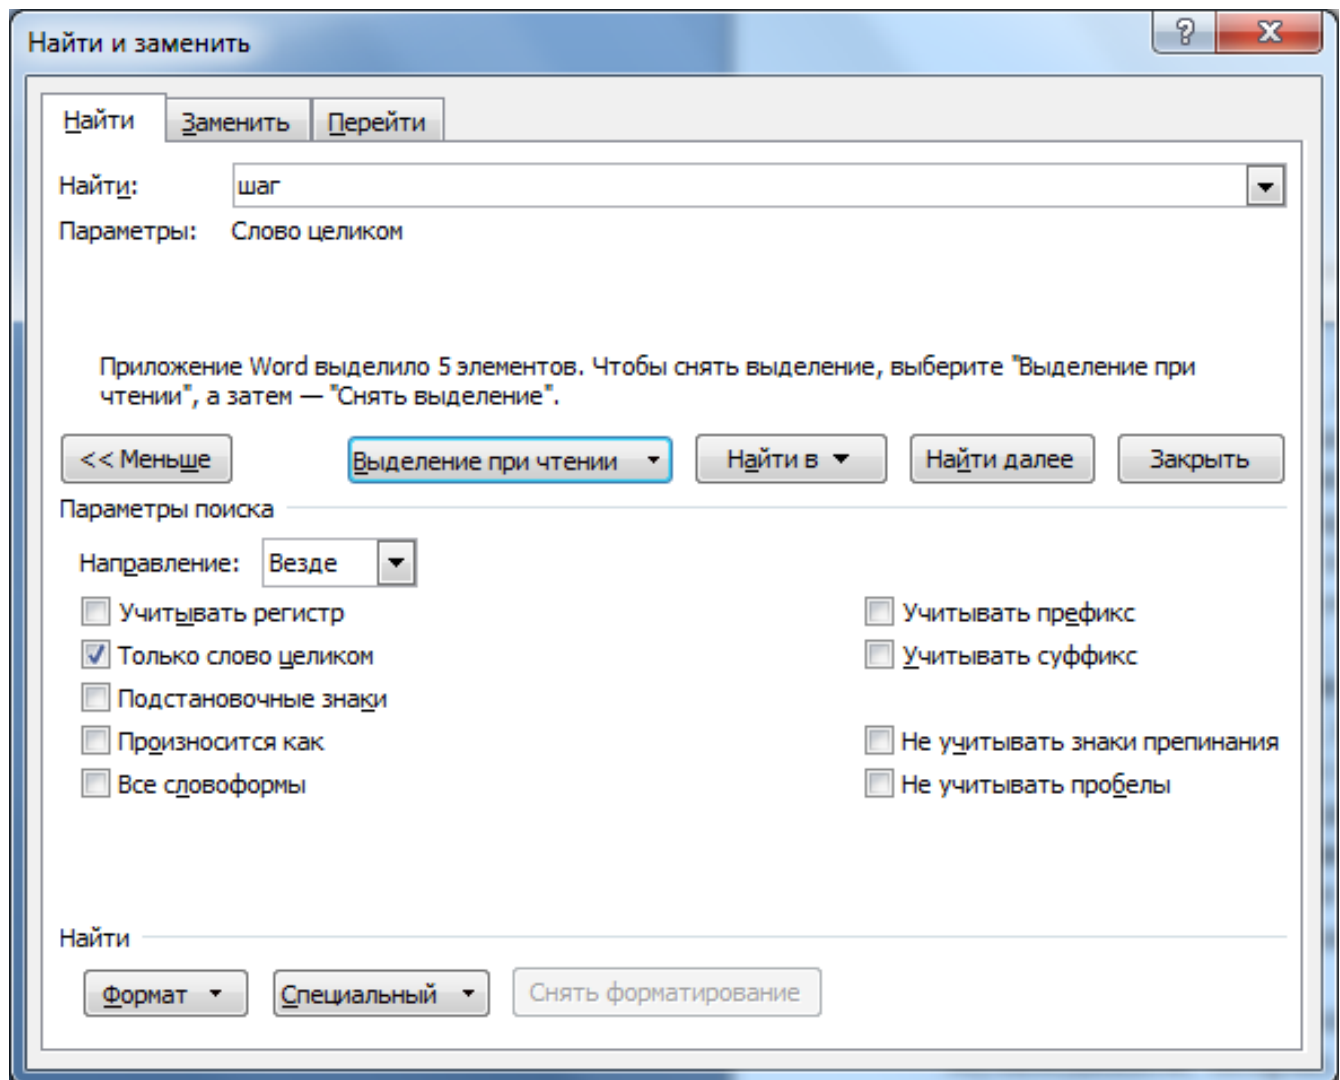 Найти и заменить
Найти Заменить Перейти
Найти: шаг
Параметры: Слово целиком
Приложение Word выделило 5 элементов. Чтобы снять выделение, выберите "Выделение при
чтении", а затем — "Снять выделение".
<< Меньше Выделение при чтении Найти в Найти далее Закрыть
Параметры поиска
Направление: Везде
Учитывать регистр Учитывать префикс
Только слово целиком Учитывать суффикс
Подстановочные знаки
Произносится как Не учитывать знаки препинания
Все словоформы Не учитывать пробелы
Найти
Формат Специальный Снять форматирование